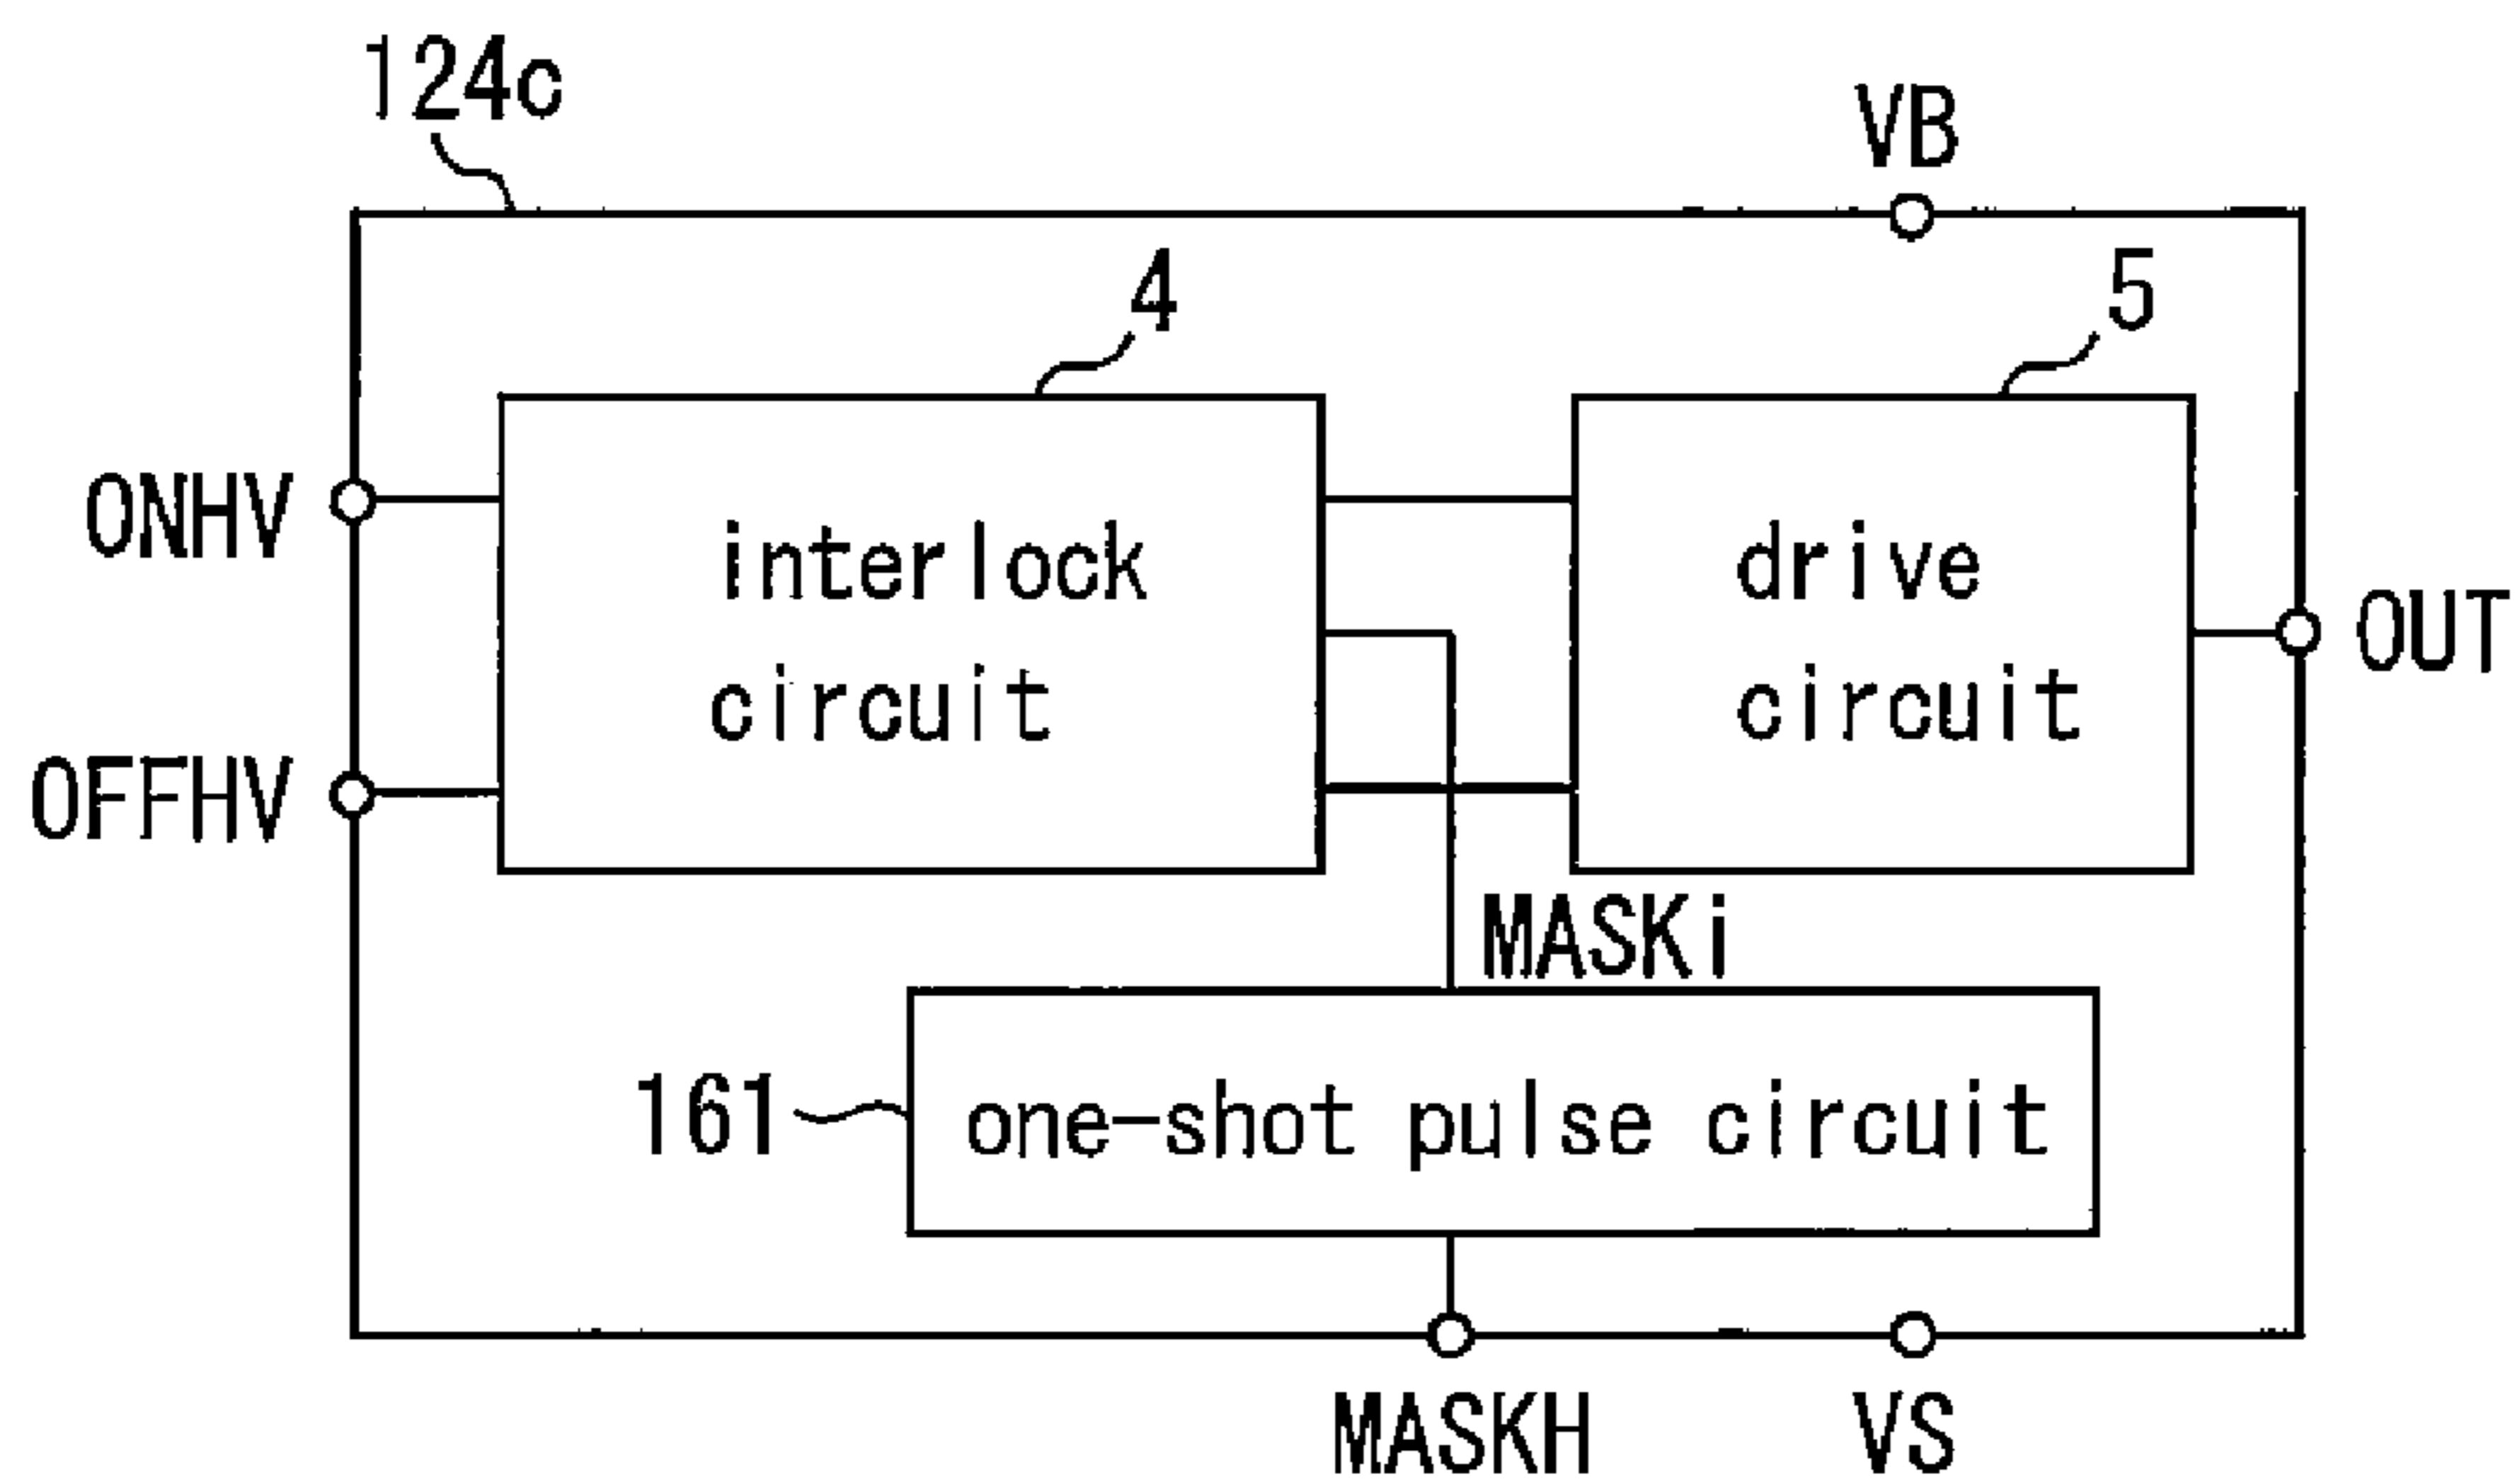 124c
VB
4
5
ONHV
interlock
circuit
drive
circuit
OUT
OFFHV
MASKi
161
one-shot pulse circuit
MASKH
VS